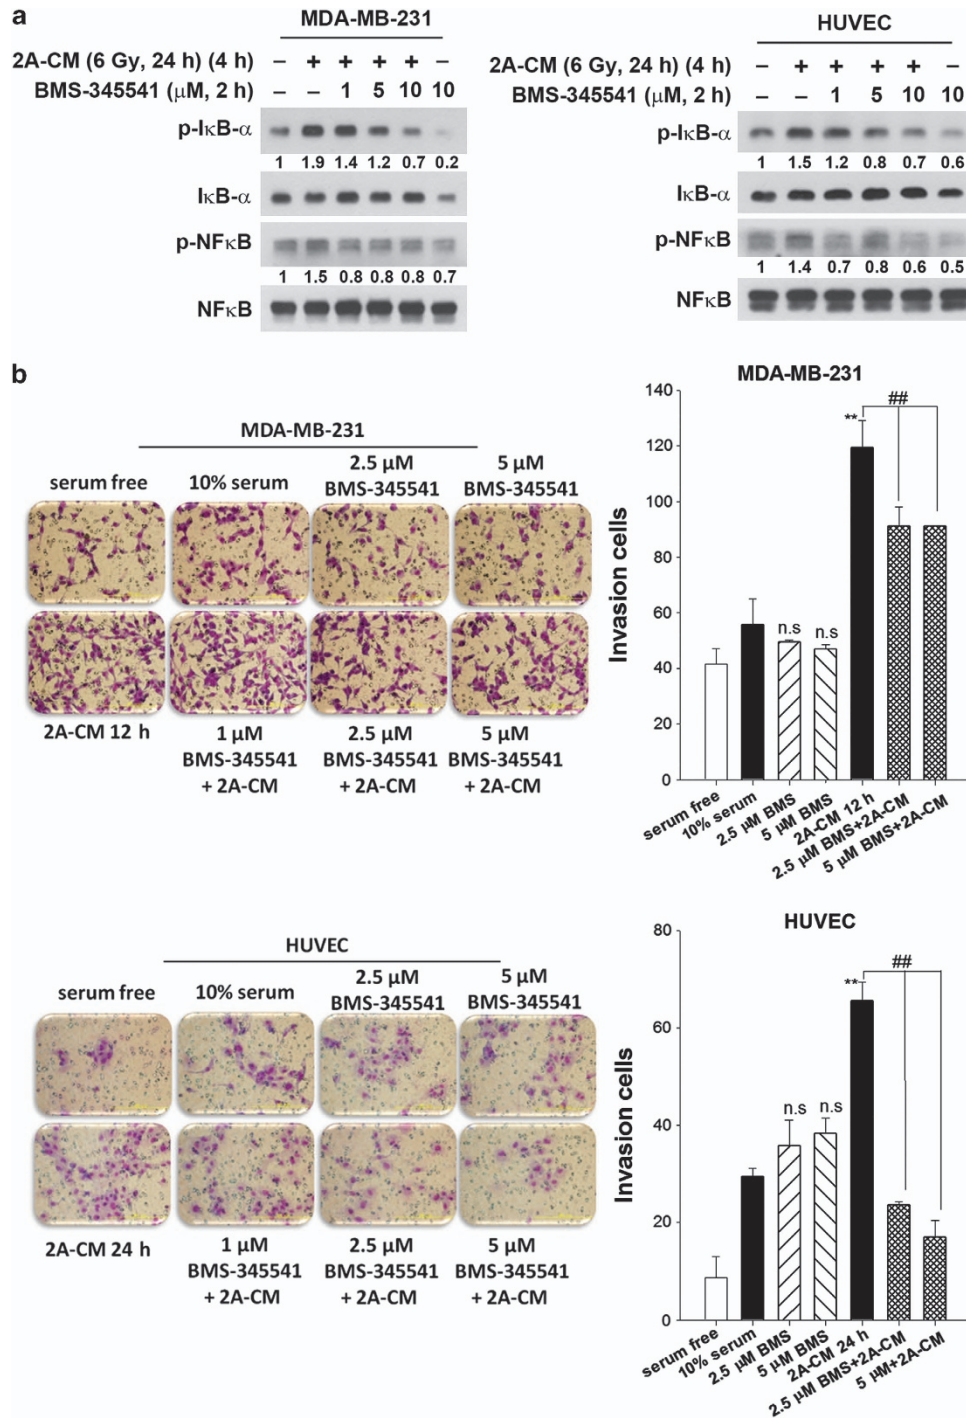 a
MDA-MB-231
2A-CM (6 Gy, 24 h) (4 h) – + + + + –
BMS-345541 (μM, 2 h) – – 1 5 10 10
p-IκB-α
1 1.9 1.4 1.2 0.7 0.2
IκB-α
p-NFκB
1 1.5 0.8 0.8 0.8 0.7
NFκB
HUVEC
2A-CM (6 Gy, 24 h) (4 h) – + + + + –
BMS-345541 (μM, 2 h) – – 1 5 10 10
p-IκB-α
1 1.5 1.2 0.8 0.7 0.6
IκB-α
p-NFκB
1 1.4 0.7 0.8 0.6 0.5
NFκB
b
MDA-MB-231
serum free
10% serum
2.5 μM
BMS-345541
5 μM
BMS-345541
2A-CM 12 h
1 μM
BMS-345541
+ 2A-CM
2.5 μM
BMS-345541
+ 2A-CM
5 μM
BMS-345541
+ 2A-CM
MDA-MB-231
Invasion cells
140
120
100
80
60
40
20
0
n.s
n.s
**
##
serum free
10% serum
2.5 μM BMS
5 μM BMS
2A-CM 12 h
2.5 μM BMS+2A-CM
5 μM BMS+2A-CM
HUVEC
serum free
10% serum
2.5 μM
BMS-345541
5 μM
BMS-345541
2A-CM 24 h
1 μM
BMS-345541
+ 2A-CM
2.5 μM
BMS-345541
+ 2A-CM
5 μM
BMS-345541
+ 2A-CM
HUVEC
Invasion cells
80
60
40
20
0
n.s
n.s
**
##
serum free
10% serum
2.5 μM BMS
5 μM BMS
2A-CM 24 h
2.5 μM BMS+2A-CM
5 μM+2A-CM